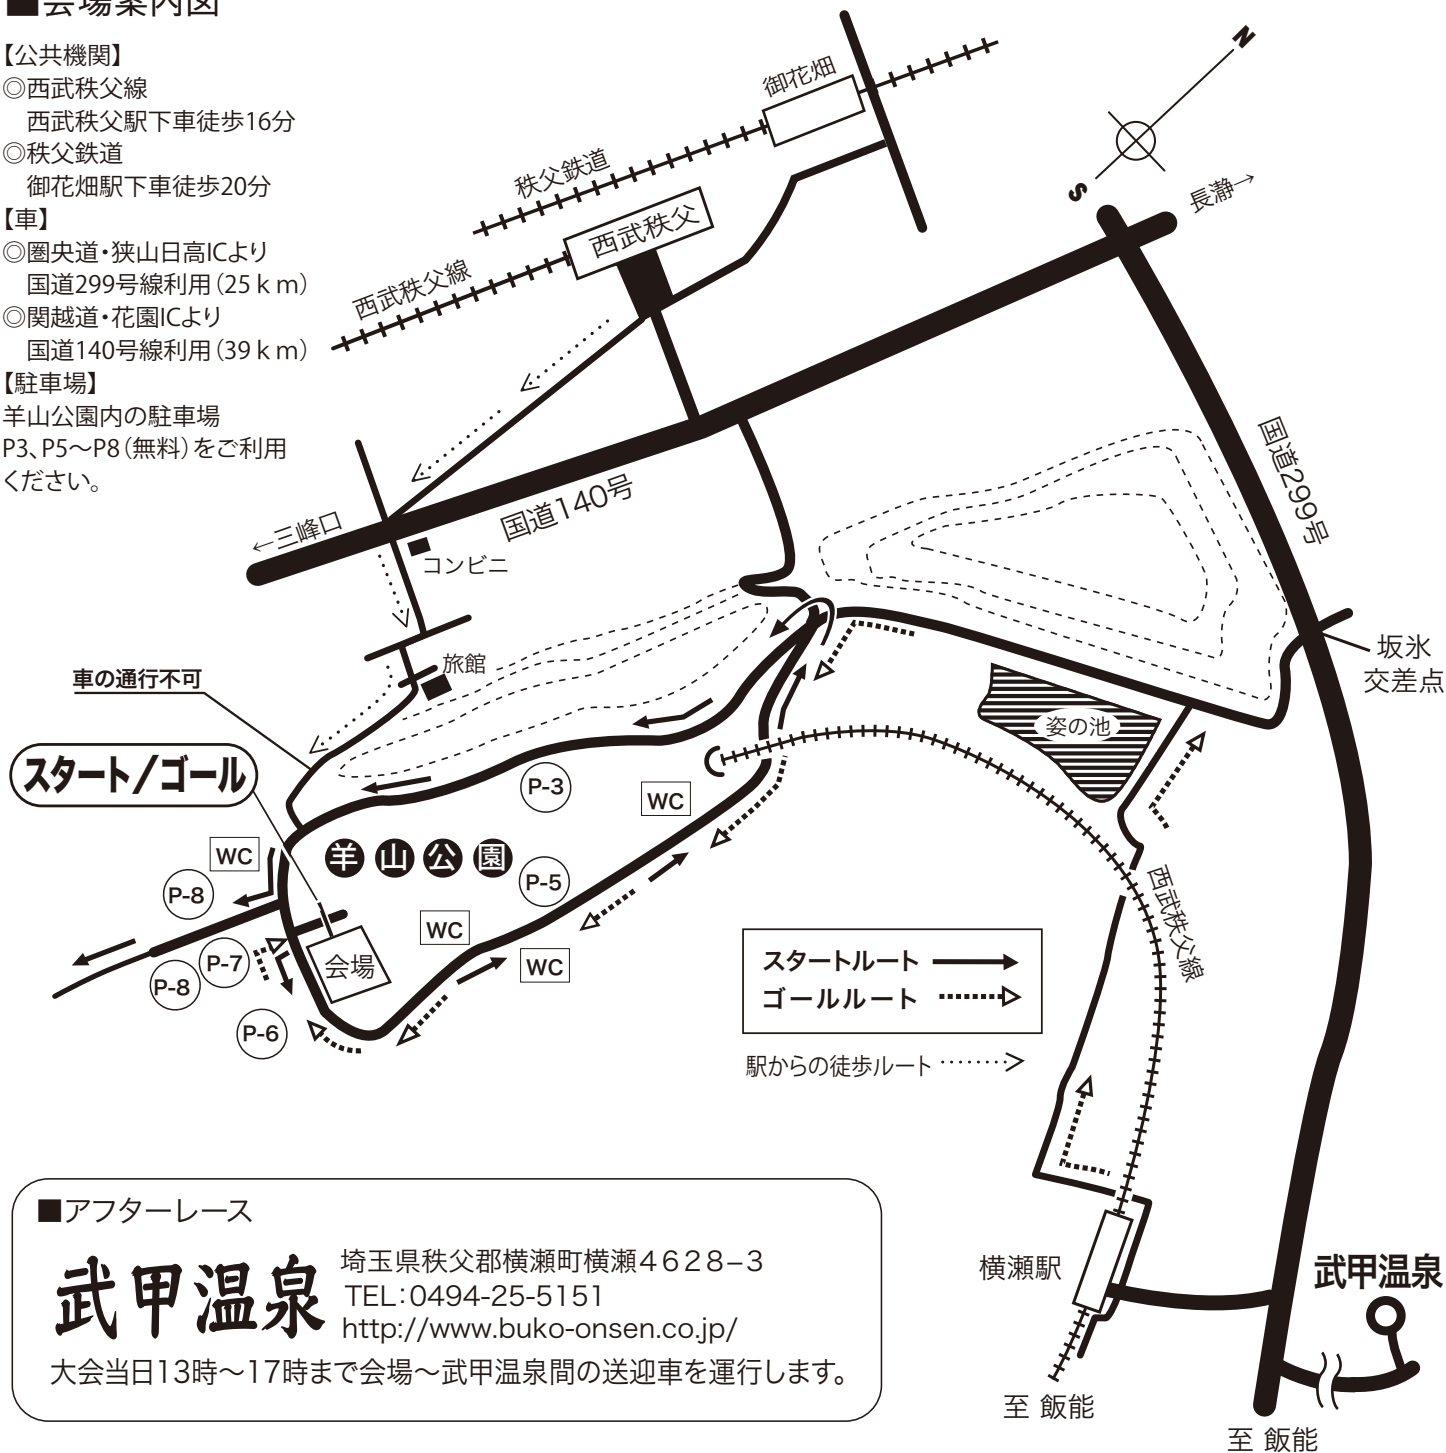 ■会場案内図
【公共機関】
◎西武秩父線
西武秩父駅下車徒歩16分
◎秩父鉄道
御花畑駅下車徒歩20分
【車】
◎圏央道・狭山日高ICより
国道299号線利用（25ｋｍ）
◎関越道・花園ICより
国道140号線利用（39ｋｍ）
【駐車場】
羊山公園内の駐車場
P3、P5〜P8（無料）をご利用
ください。
御花畑
秩父鉄道
西武秩父
西武秩父線
N
S
長瀞→
国道140号
国道299号
←三峰口
コンビニ
旅館
坂氷
交差点
車の通行不可
スタート/ゴール
姿の池
P-3
WC
羊山公園
WC
P-8
P-5
WC
WC
P-7
P-8
会場
P-6
西武秩父線
スタートルート
ゴールルート
駅からの徒歩ルート
■アフターレース
武甲温泉
埼玉県秩父郡横瀬町横瀬4628−3
TEL：0494-25-5151
http://www.buko-onsen.co.jp/
大会当日13時〜17時まで会場〜武甲温泉間の送迎車を運行します。
横瀬駅
武甲温泉
至 飯能
至 飯能